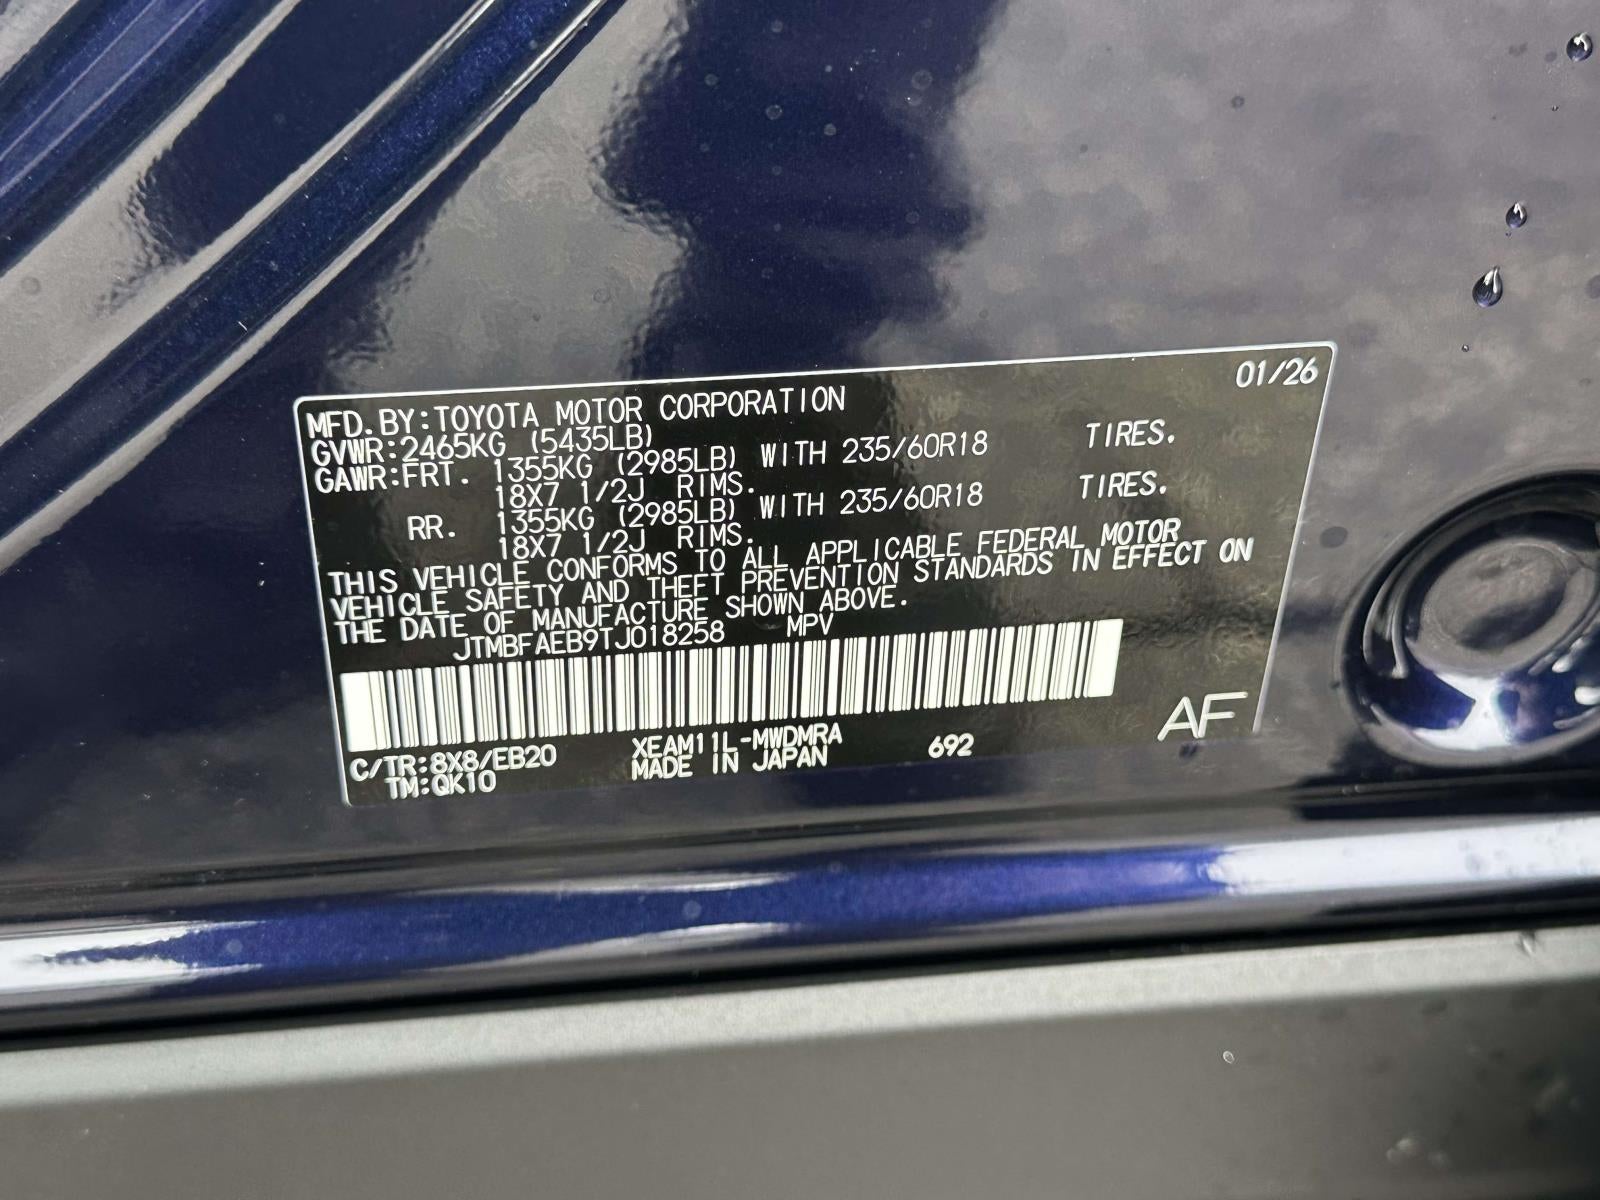 01/26
MFD.BY:TOYOTA MOTOR CORPORATION
GVWR:2465KG (5435LB)
GAWR:FRT. 1355KG (2985LB) WITH 235/60R18 TIRES.
18X7 1/2J RIMS.
RR. 1355KG (2985LB) WITH 235/60R18 TIRES.
18X7 1/2J RIMS.
THIS VEHICLE CONFORMS TO ALL APPLICABLE FEDERAL MOTOR
VEHICLE SAFETY AND THEFT PREVENTION STANDARDS IN EFFECT ON
THE DATE OF MANUFACTURE SHOWN ABOVE.
JTMBFAEB9TJ018258 MPV
C/TR:8X8/EB20 XEAM11L-MWDMRA 692 AF
TM:QK10 MADE IN JAPAN